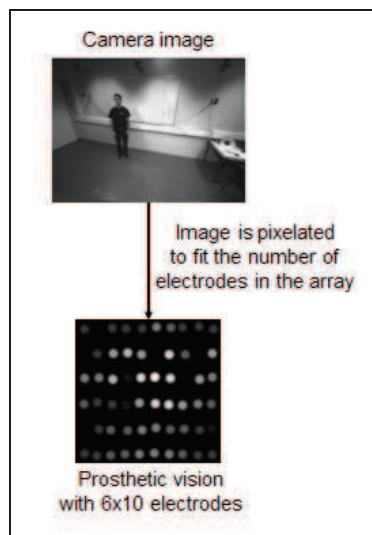 Camera image
Image is pixelated
to fit the number of
electrodes in the array
Prosthetic vision
with 6x10 electrodes